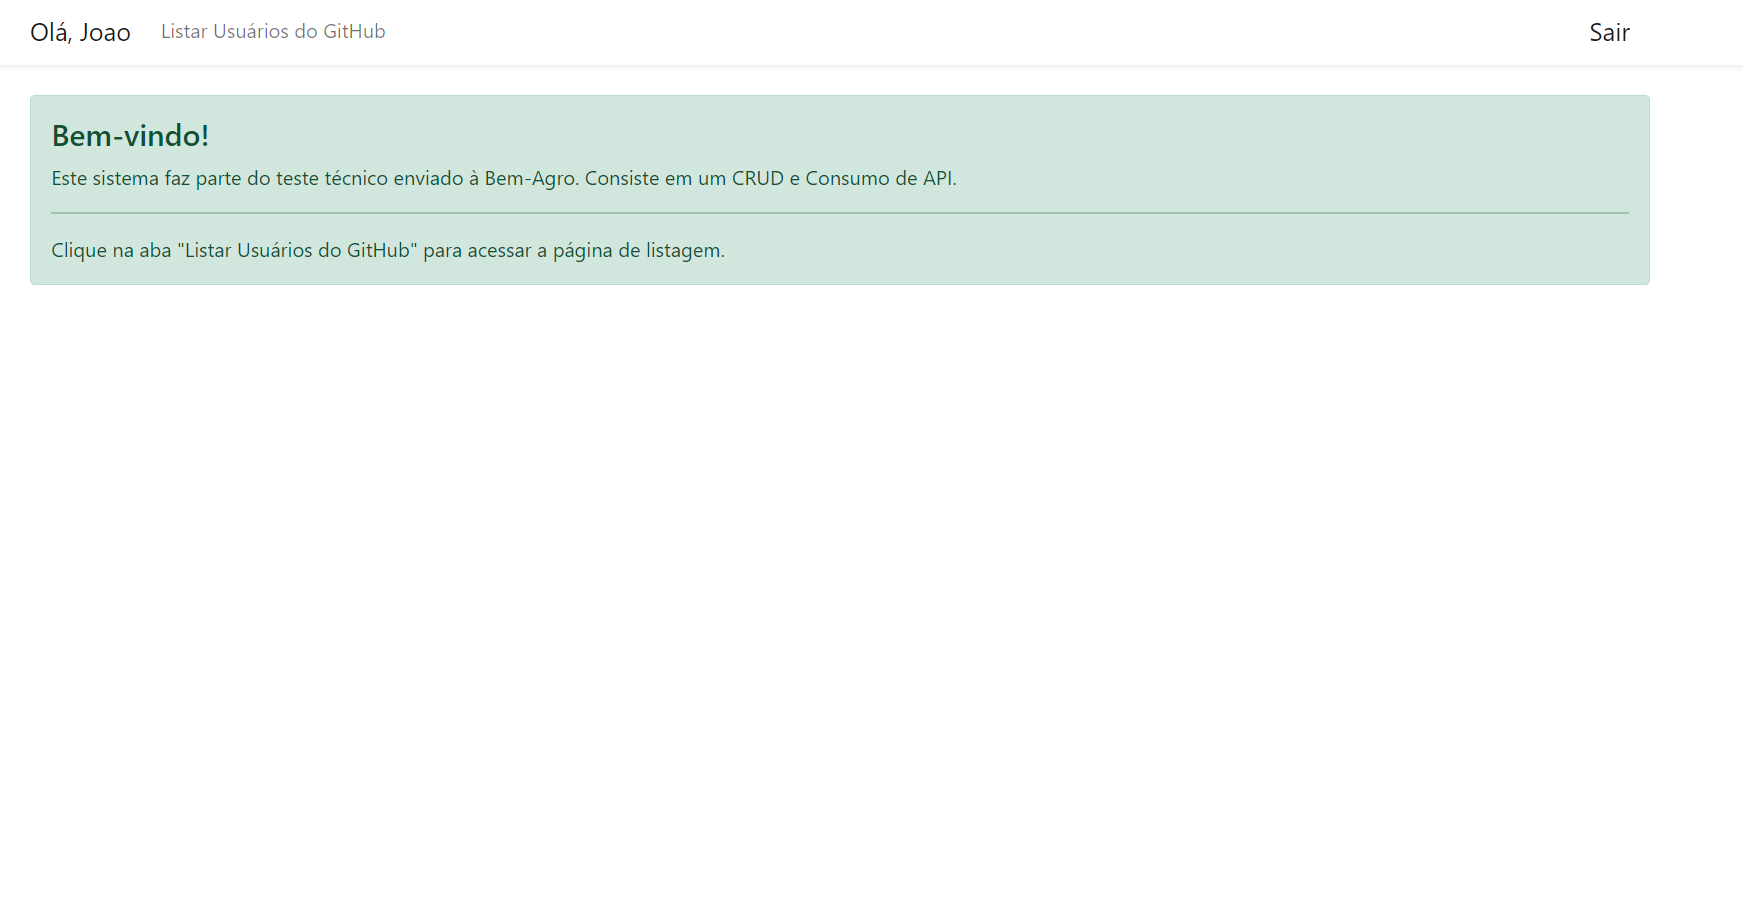 Olá, Joao Listar Usuários do GitHub Sair
Bem-vindo!
Este sistema faz parte do teste técnico enviado à Bem-Agro. Consiste em um CRUD e Consumo de API.
Clique na aba "Listar Usuários do GitHub" para acessar a página de listagem.